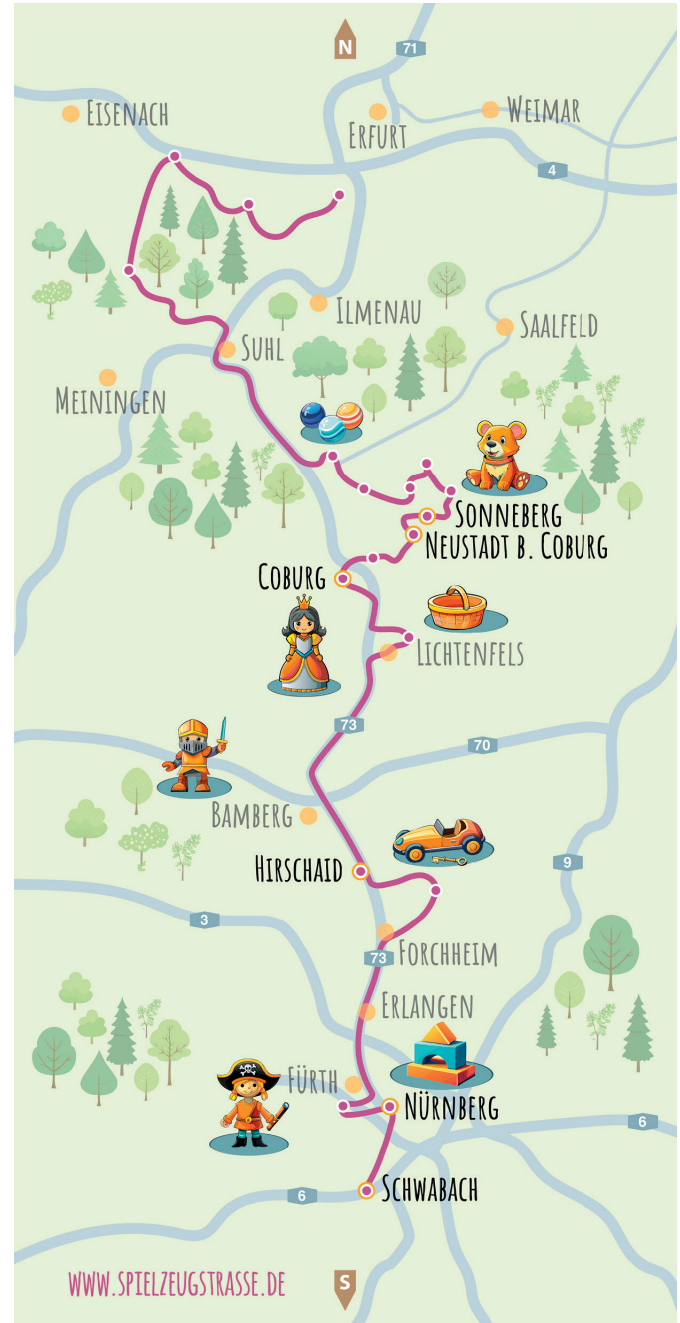 N
71
EISENACH
ERFURT
WEIMAR
4
ILMENAU
SAALFELD
SUHL
MEININGEN
SONNEBERG
NEUSTADT B. COBURG
COBURG
LICHTENFELS
73
70
BAMBERG
HIRSCHAID
9
3
FORCHHEIM
73
ERLANGEN
FÜRTH
NÜRNBERG
6
SCHWABACH
6
WWW.SPIELZEUGSTRASSE.DE
S